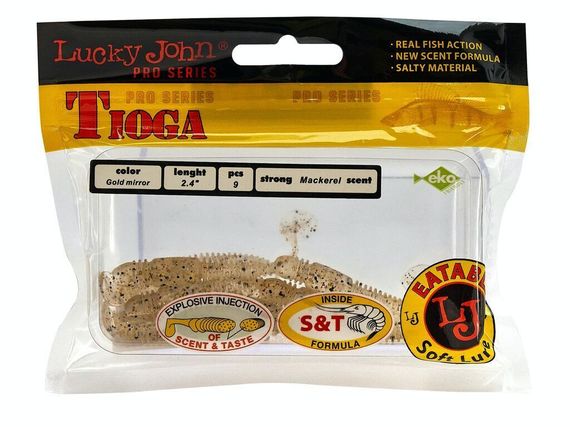 Lucky John®
PRO SERIES
· REAL FISH ACTION
· NEW SCENT FORMULA
· SALTY MATERIAL
PRO SERIES PRO SERIES
TIOGA
color
Gold mirror
lenght
2.4"
pcs
9
strong Mackerel scent
eko
EXPLOSIVE INJECTION
OF
SCENT & TASTE
INSIDE
S&T
FORMULA
EATABLE
LJ
LJ
Soft Lure